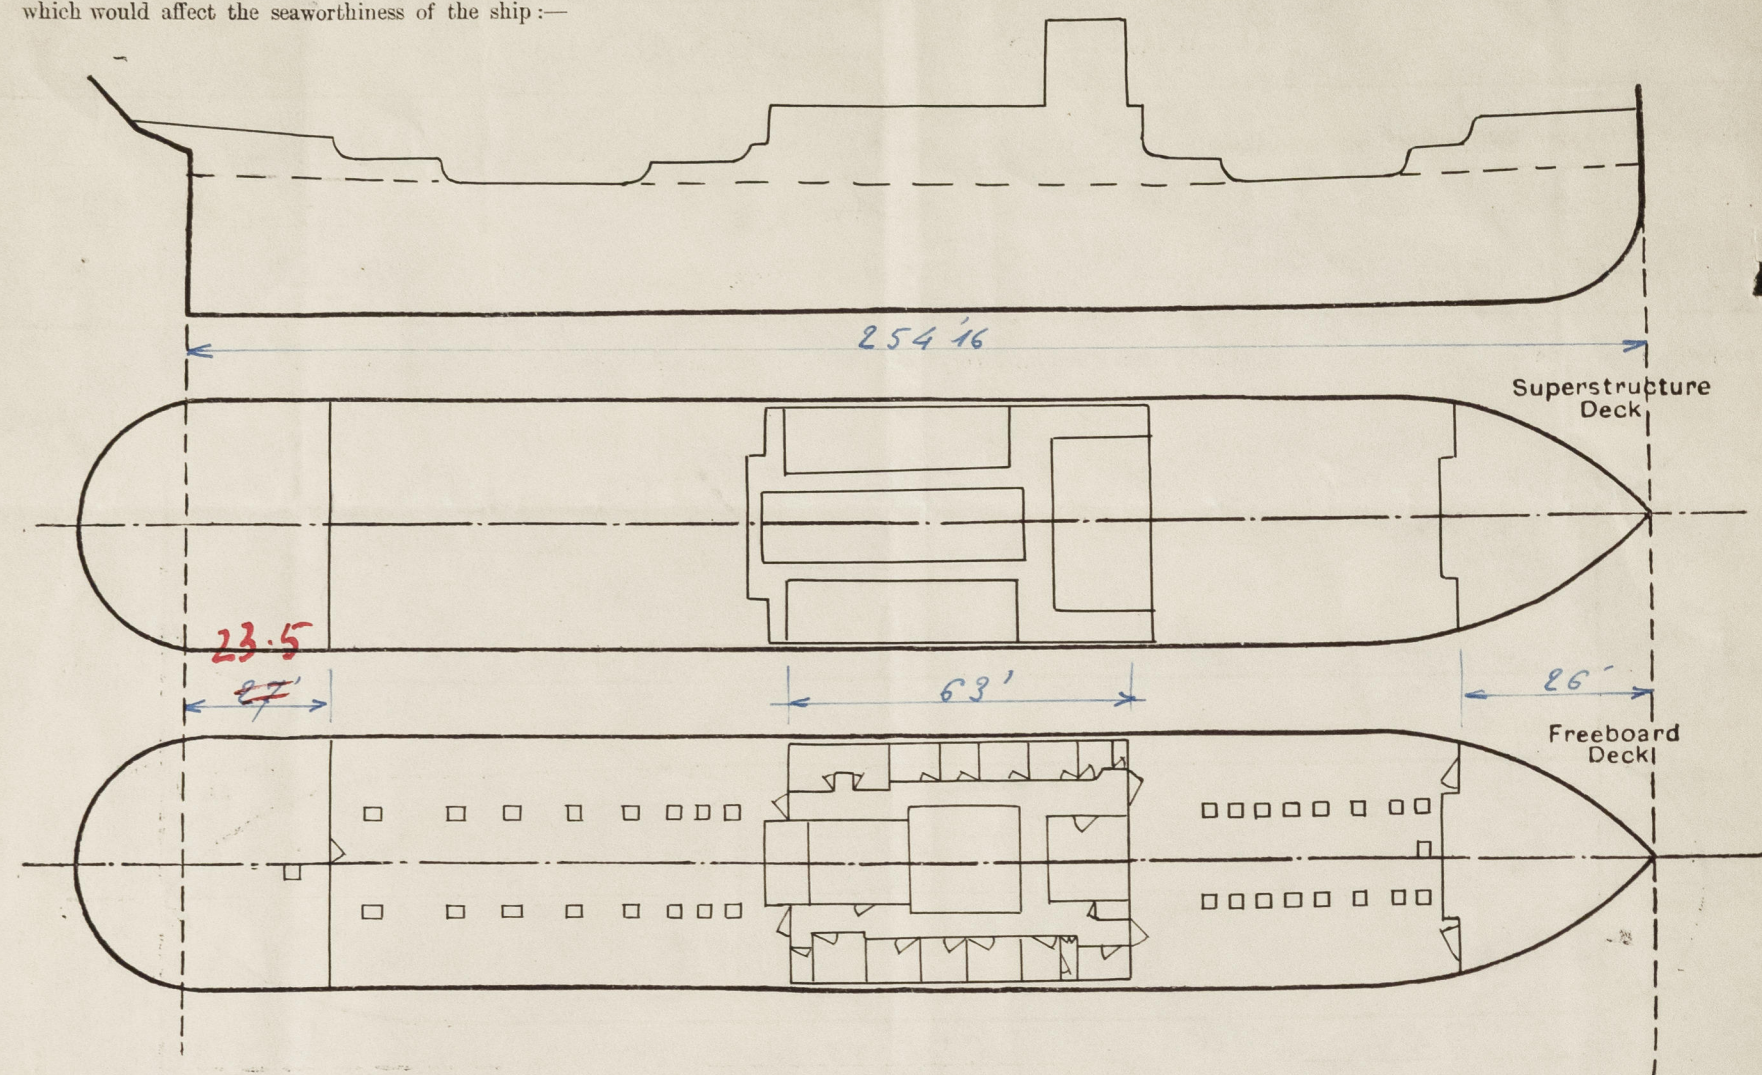 which would affect the seaworthiness of the ship :—
254'16
Superstructure
Deck
23.5
27'
63'
26'
Freeboard
Deck